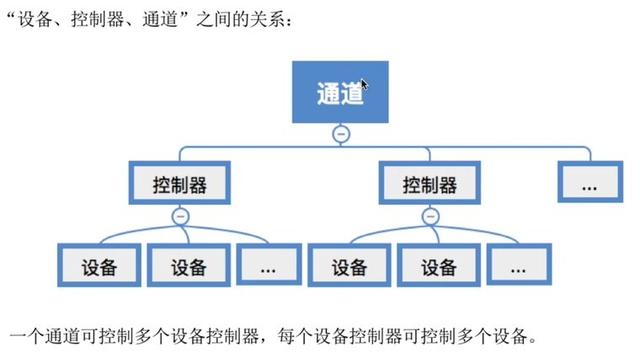 “设备、控制器、通道”之间的关系：
通道
控制器 控制器 ...
设备 设备 ... 设备 设备 ...
一个通道可控制多个设备控制器，每个设备控制器可控制多个设备。